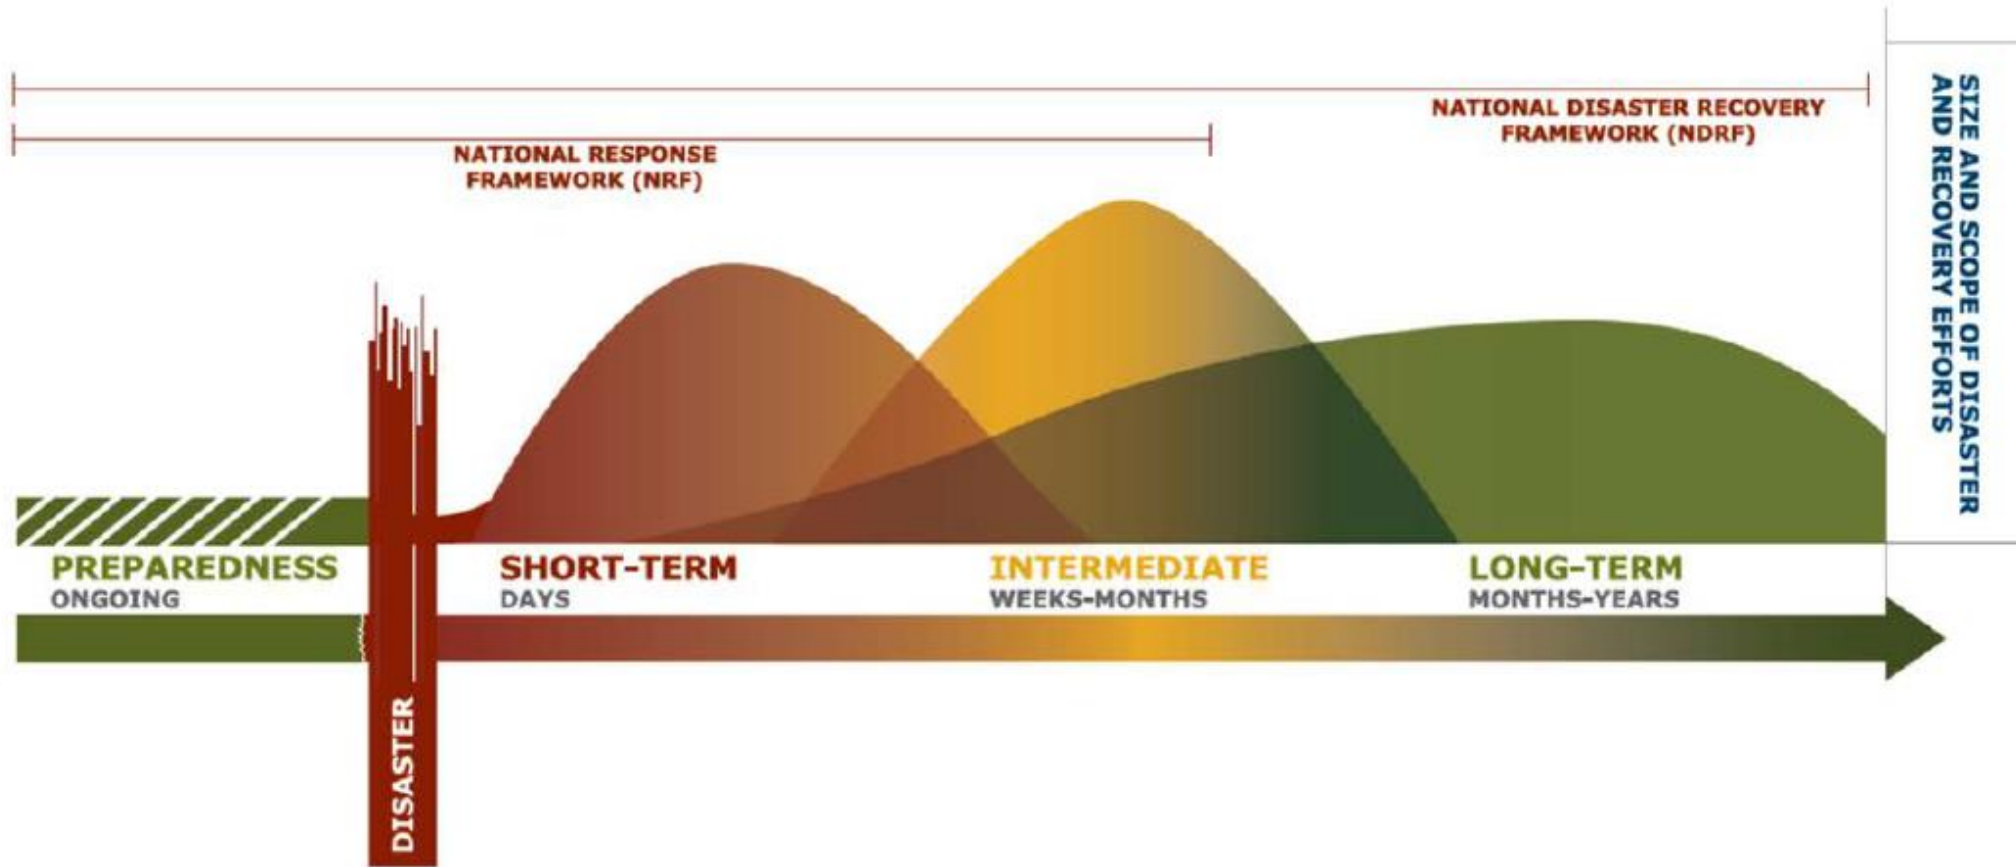 NATIONAL DISASTER RECOVERY
FRAMEWORK (NDRF)
NATIONAL RESPONSE
FRAMEWORK (NRF)
SIZE AND SCOPE OF DISASTER
AND RECOVERY EFFORTS
PREPAREDNESS
ONGOING
SHORT-TERM
DAYS
INTERMEDIATE
WEEKS-MONTHS
LONG-TERM
MONTHS-YEARS
DISASTER